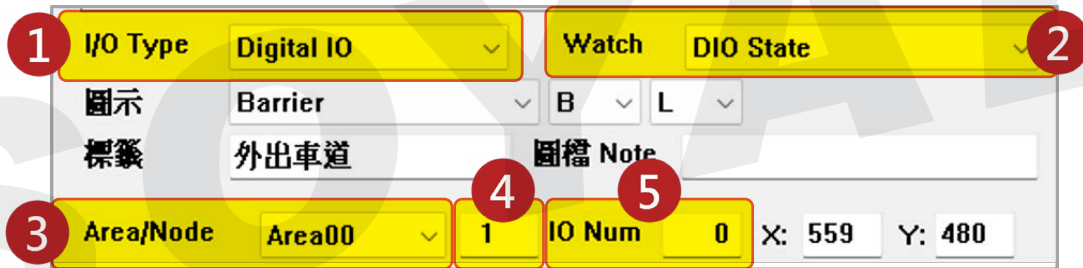 1 I/O Type Digital IO Watch DIO State 2
圖示 Barrier B L
標籤 外出車道 圖檔 Note
3 Area/Node Area00 4 1 5 IO Num 0 X: 559 Y: 480
SOYAL